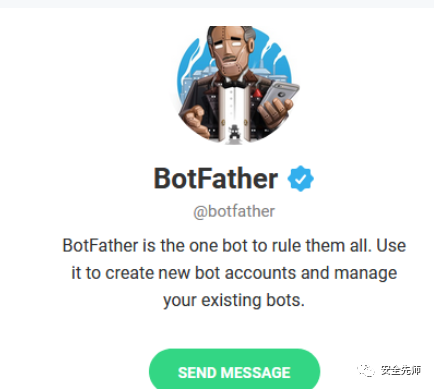 BotFather
@botfather
BotFather is the one bot to rule them all. Use
it to create new bot accounts and manage
your existing bots.
SEND MESSAGE
安全先师